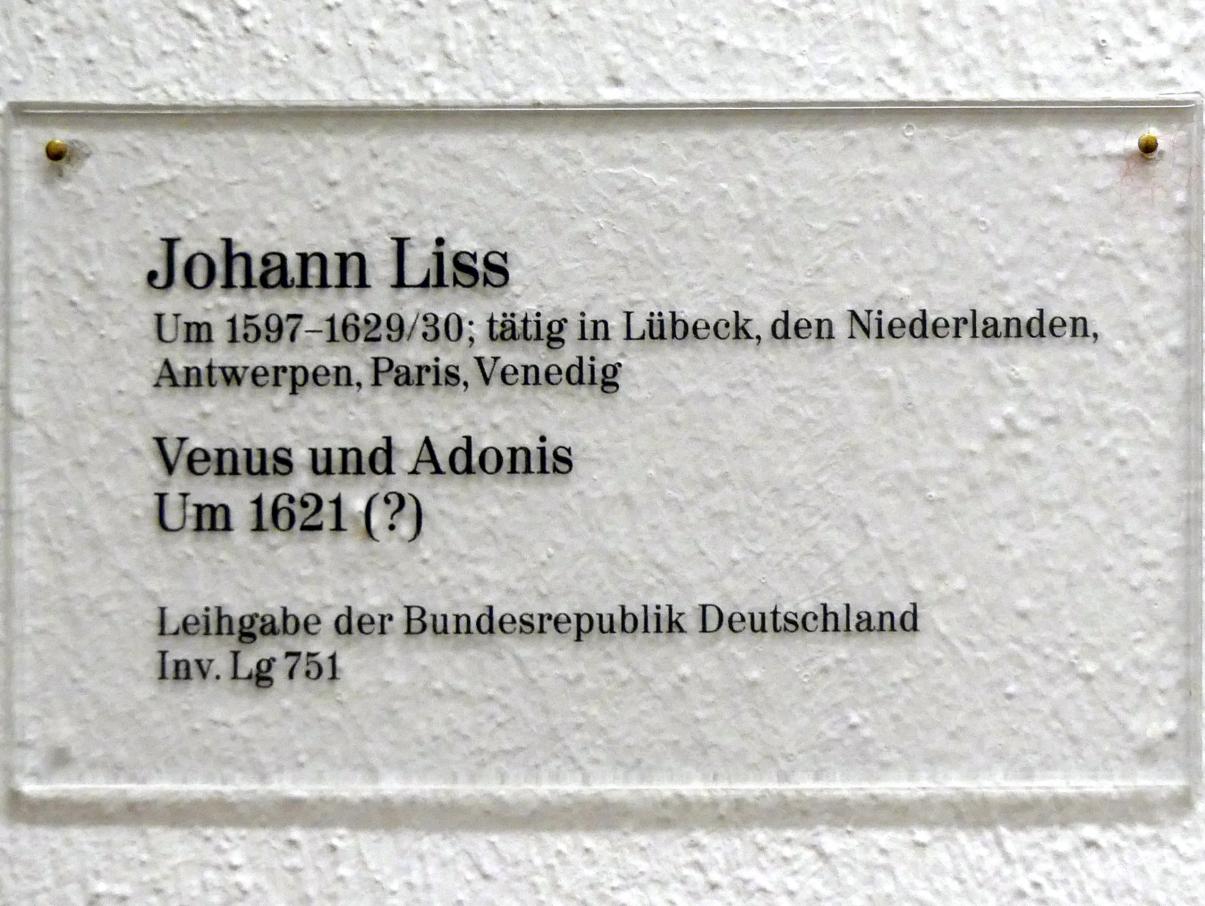 Johann Liss
Um 1597–1629/30; tätig in Lübeck, den Niederlanden,
Antwerpen, Paris, Venedig
Venus und Adonis
Um 1621 (?)
Leihgabe der Bundesrepublik Deutschland
Inv. Lg 751